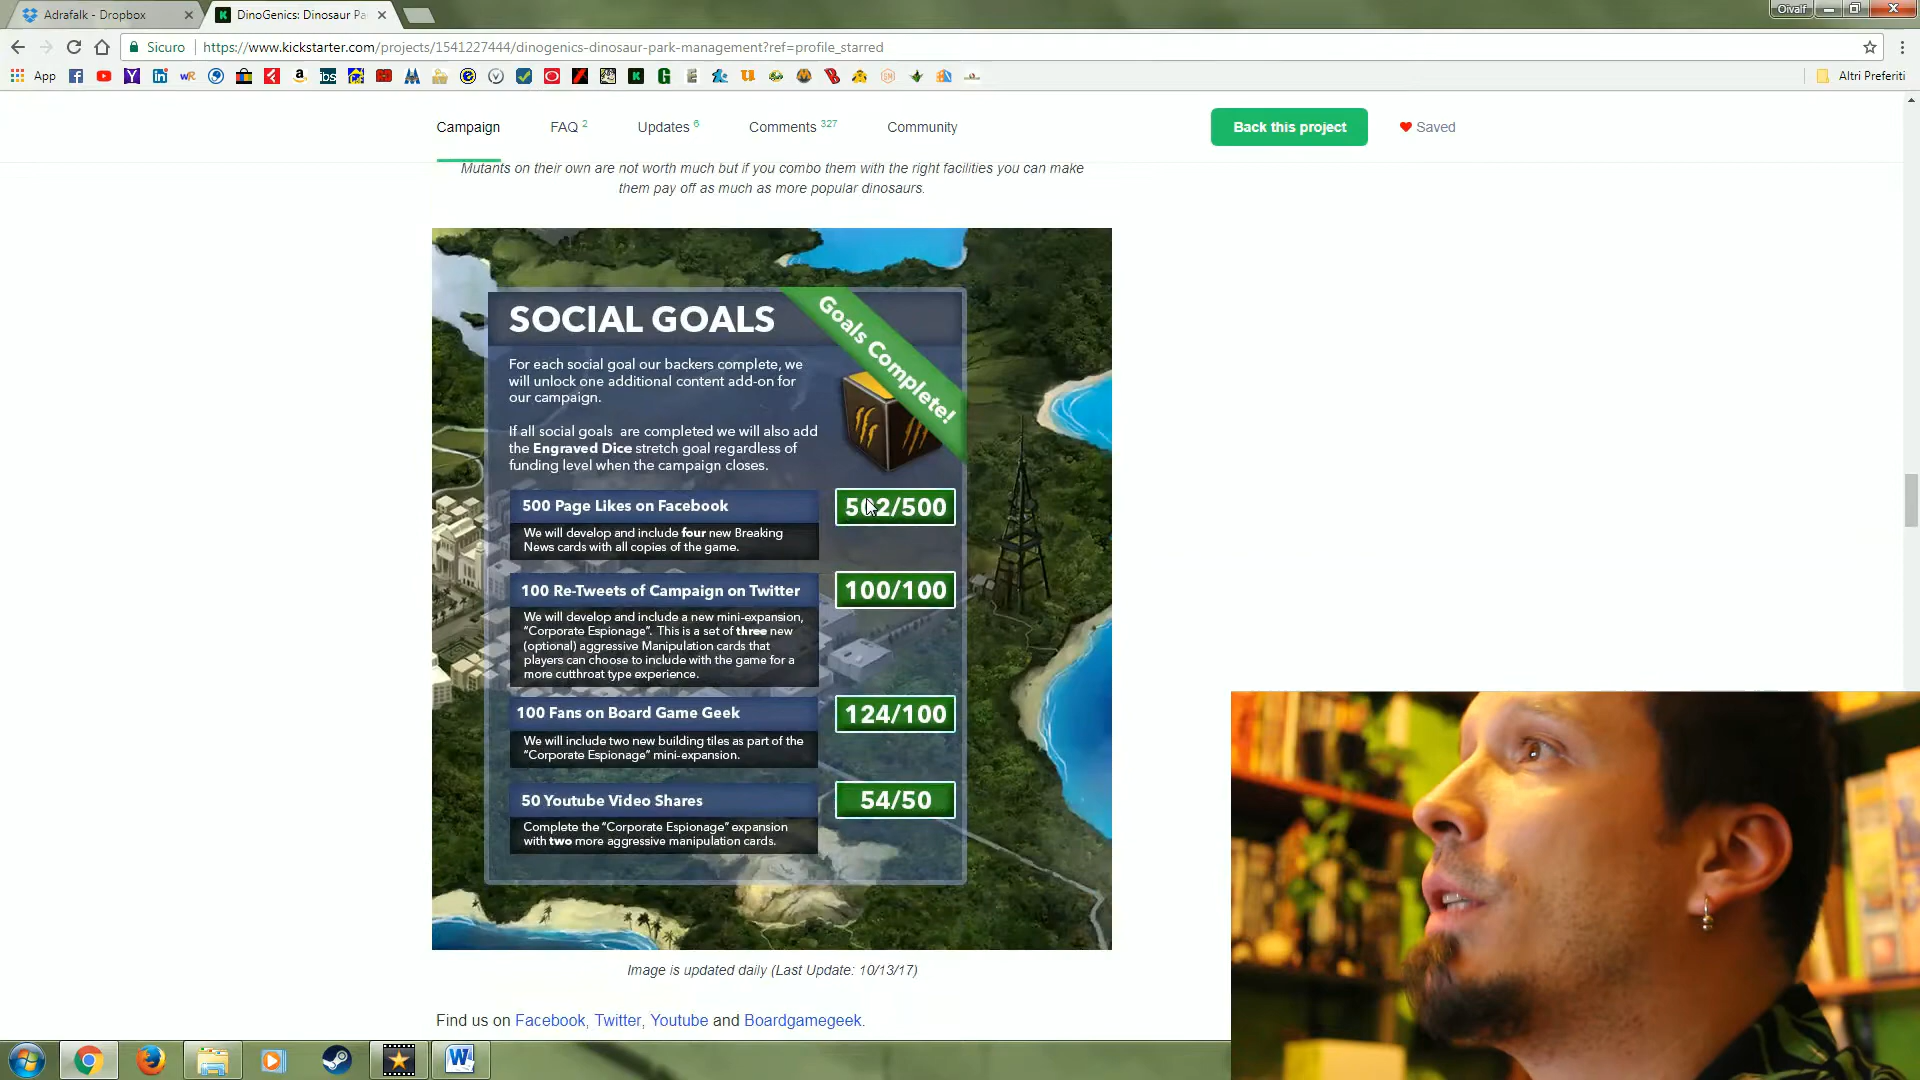 Adrafalk - Dropbox
DinoGenics: Dinosaur Pa
Oivalf
Sicuro
https://www.kickstarter.com/projects/1541227444/dinogenics-dinosaur-park-management?ref=profile_starred
App
Altri Preferiti
Campaign
FAQ 2
Updates 6
Comments 327
Community
Back this project
Saved
Mutants on their own are not worth much but if you combo them with the right facilities you can make
them pay off as much as more popular dinosaurs.
SOCIAL GOALS
Goals Complete!
For each social goal our backers complete, we
will unlock one additional content add-on for
our campaign.
If all social goals are completed we will also add
the Engraved Dice stretch goal regardless of
funding level when the campaign closes.
500 Page Likes on Facebook
502/500
We will develop and include four new Breaking
News cards with all copies of the game.
100 Re-Tweets of Campaign on Twitter
100/100
We will develop and include a new mini-expansion,
"Corporate Espionage". This is a set of three new
(optional) aggressive Manipulation cards that
players can choose to include with the game for a
more cutthroat type experience.
100 Fans on Board Game Geek
124/100
We will include two new building tiles as part of the
"Corporate Espionage" mini-expansion.
50 Youtube Video Shares
54/50
Complete the "Corporate Espionage" expansion
with two more aggressive manipulation cards.
Image is updated daily (Last Update: 10/13/17)
Find us on Facebook, Twitter, Youtube and Boardgamegeek.